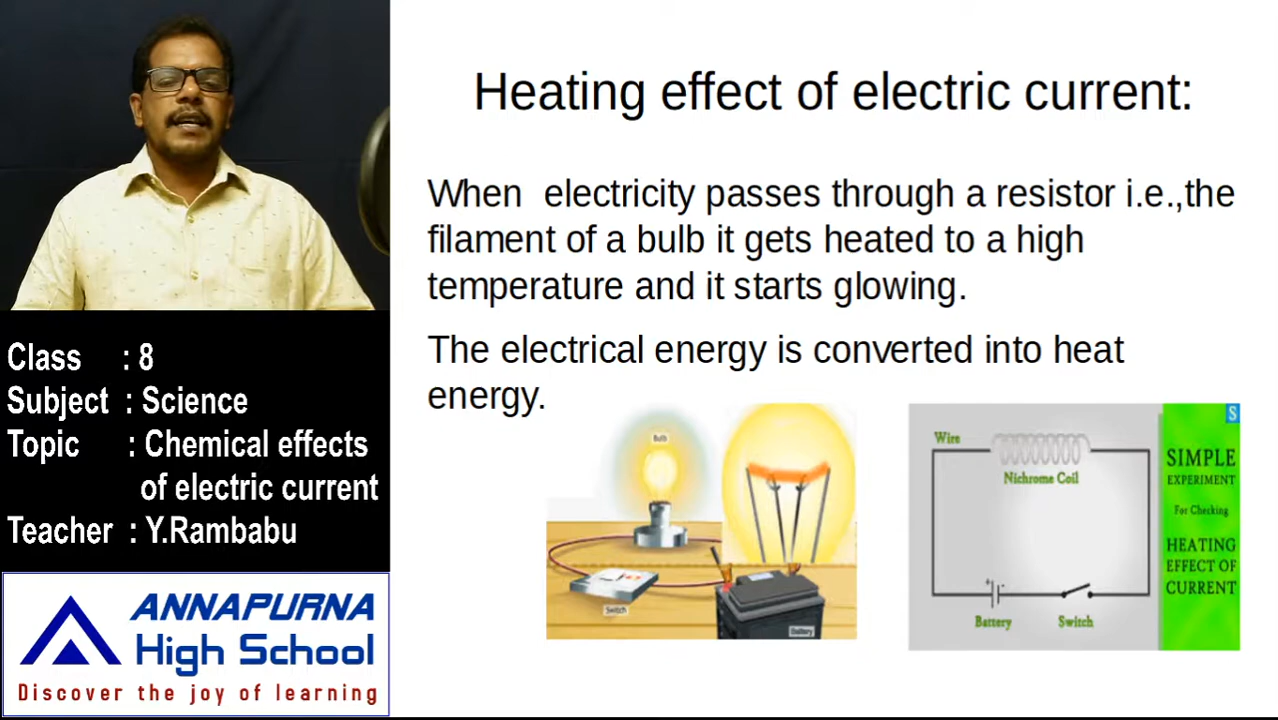 Heating effect of electric current:
When electricity passes through a resistor i.e.,the
filament of a bulb it gets heated to a high
temperature and it starts glowing.
The electrical energy is converted into heat
energy.
Bulb
Switch
Battery
Wire
Nichrome Coil
Battery
Switch
+
S
SIMPLE
EXPERIMENT
For Checking
HEATING
EFFECT OF
CURRENT
Class : 8
Subject : Science
Topic : Chemical effects
of electric current
Teacher : Y.Rambabu
ANNAPURNA
High School
Discover the joy of learning